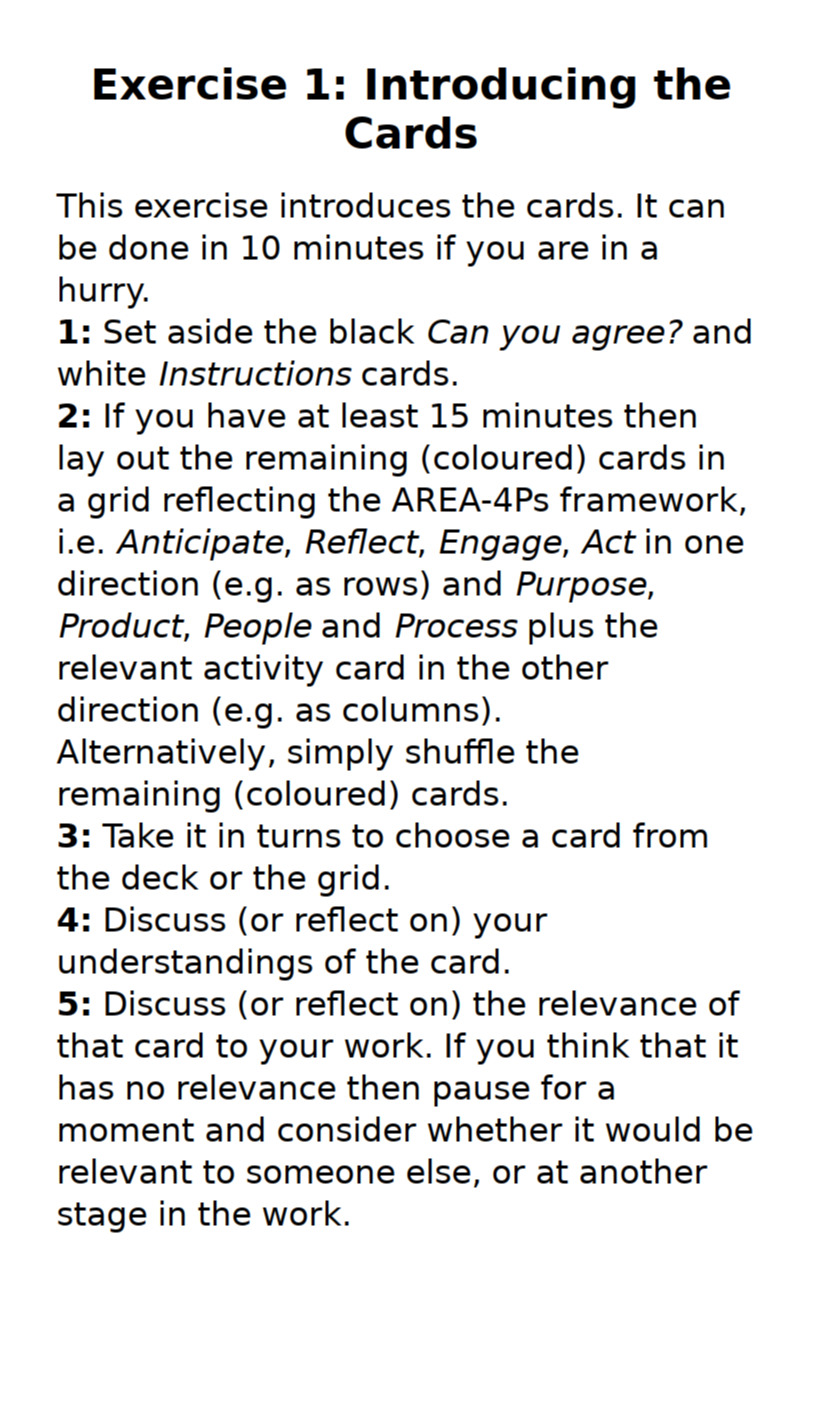 Exercise 1: Introducing the
Cards
This exercise introduces the cards. It can
be done in 10 minutes if you are in a
hurry.
1: Set aside the black Can you agree? and
white Instructions cards.
2: If you have at least 15 minutes then
lay out the remaining (coloured) cards in
a grid reflecting the AREA-4Ps framework,
i.e. Anticipate, Reflect, Engage, Act in one
direction (e.g. as rows) and Purpose,
Product, People and Process plus the
relevant activity card in the other
direction (e.g. as columns).
Alternatively, simply shuffle the
remaining (coloured) cards.
3: Take it in turns to choose a card from
the deck or the grid.
4: Discuss (or reflect on) your
understandings of the card.
5: Discuss (or reflect on) the relevance of
that card to your work. If you think that it
has no relevance then pause for a
moment and consider whether it would be
relevant to someone else, or at another
stage in the work.